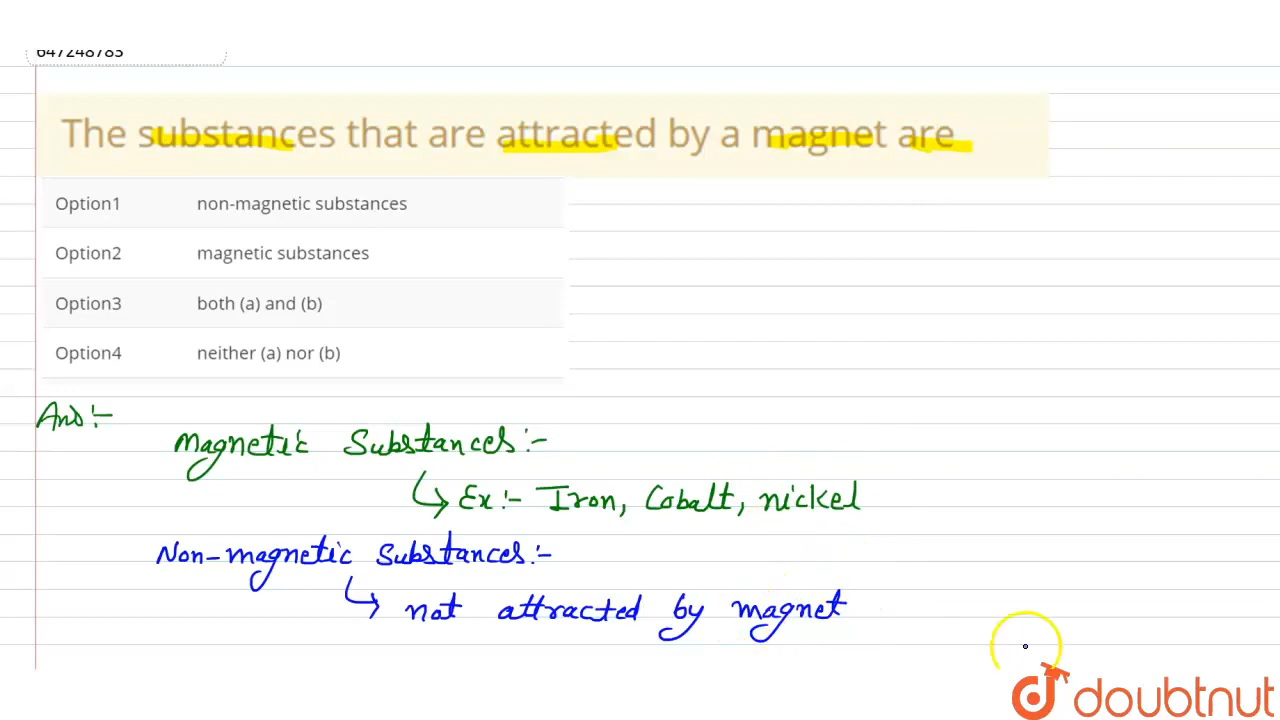 647248785
The substances that are attracted by a magnet are
Option1 non-magnetic substances
Option2 magnetic substances
Option3 both (a) and (b)
Option4 neither (a) nor (b)
Ans:-
Magnetic Substances:-
Ex:- Iron, Cobalt, nickel
Non-magnetic Substances:-
not attracted by magnet
doubtnut